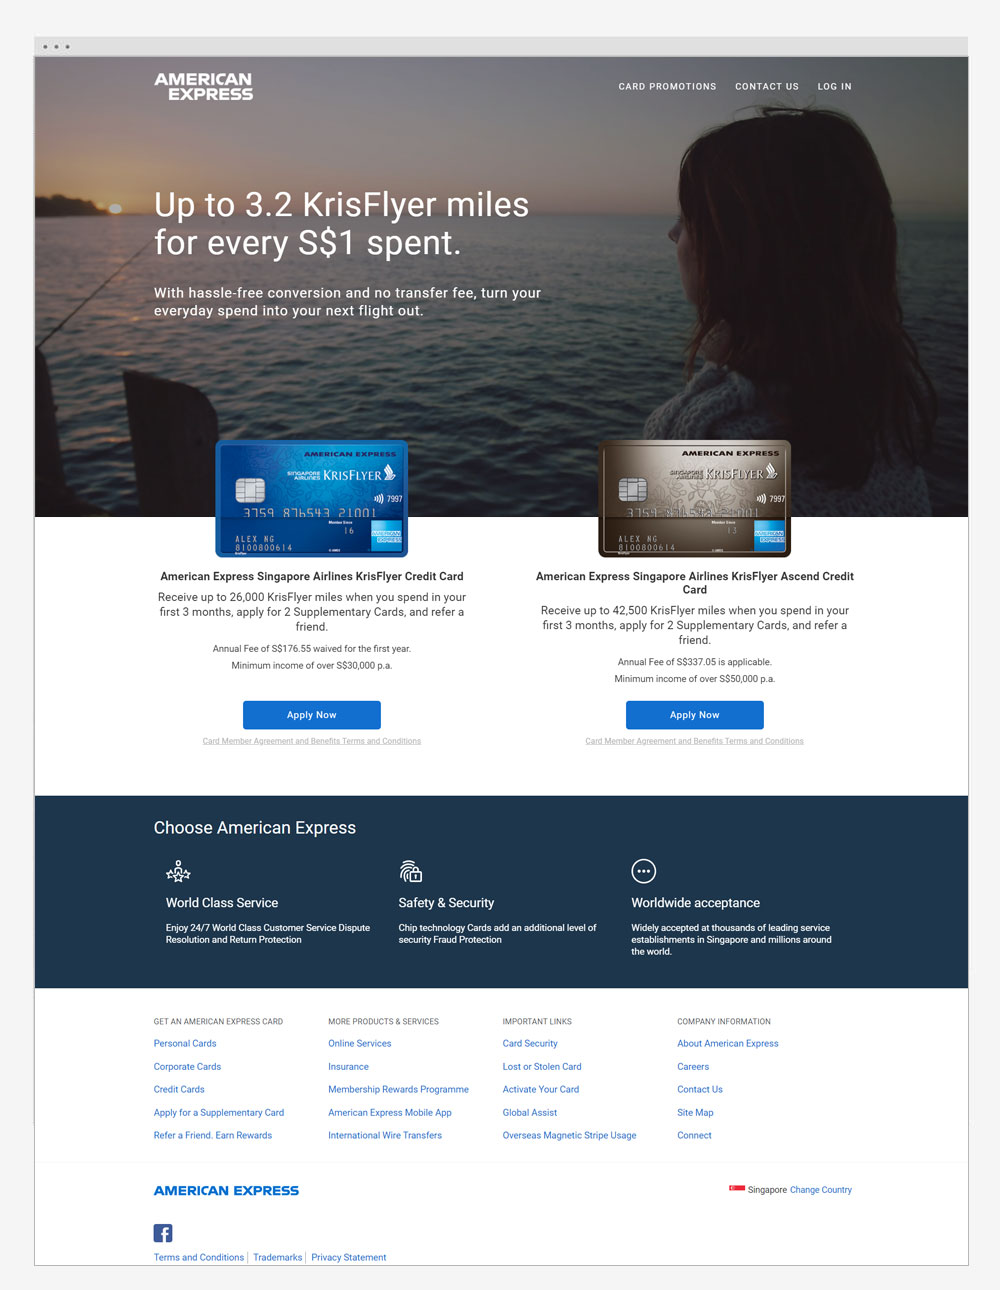 AMERICAN
EXPRESS
CARD PROMOTIONS CONTACT US LOG IN
Up to 3.2 KrisFlyer miles
for every S$1 spent.
With hassle-free conversion and no transfer fee, turn your
everyday spend into your next flight out.
AMERICAN EXPRESS
SINGAPORE
AIRLINES KRISFLYER
7997
3759 876543 21001
Member Since
16
ALEX NG
8100800614
AMERICAN
EXPRESS
AMERICAN EXPRESS
SINGAPORE
AIRLINES KRISFLYER
7997
3759 876543 21001
Member Since
13
ALEX NG
8100800614
AMERICAN
EXPRESS
American Express Singapore Airlines KrisFlyer Credit Card
Receive up to 26,000 KrisFlyer miles when you spend in your
first 3 months, apply for 2 Supplementary Cards, and refer a
friend.
Annual Fee of S$176.55 waived for the first year.
Minimum income of over S$30,000 p.a.
Apply Now
Card Member Agreement and Benefits Terms and Conditions
American Express Singapore Airlines KrisFlyer Ascend Credit
Card
Receive up to 42,500 KrisFlyer miles when you spend in your
first 3 months, apply for 2 Supplementary Cards, and refer a
friend.
Annual Fee of S$337.05 is applicable.
Minimum income of over S$50,000 p.a.
Apply Now
Card Member Agreement and Benefits Terms and Conditions
Choose American Express
World Class Service
Enjoy 24/7 World Class Customer Service Dispute
Resolution and Return Protection
Safety & Security
Chip technology Cards add an additional level of
security Fraud Protection
Worldwide acceptance
Widely accepted at thousands of leading service
establishments in Singapore and millions around
the world.
GET AN AMERICAN EXPRESS CARD
Personal Cards
Corporate Cards
Credit Cards
Apply for a Supplementary Card
Refer a Friend. Earn Rewards
MORE PRODUCTS & SERVICES
Online Services
Insurance
Membership Rewards Programme
American Express Mobile App
International Wire Transfers
IMPORTANT LINKS
Card Security
Lost or Stolen Card
Activate Your Card
Global Assist
Overseas Magnetic Stripe Usage
COMPANY INFORMATION
About American Express
Careers
Contact Us
Site Map
Connect
AMERICAN EXPRESS
Singapore Change Country
f
Terms and Conditions Trademarks Privacy Statement